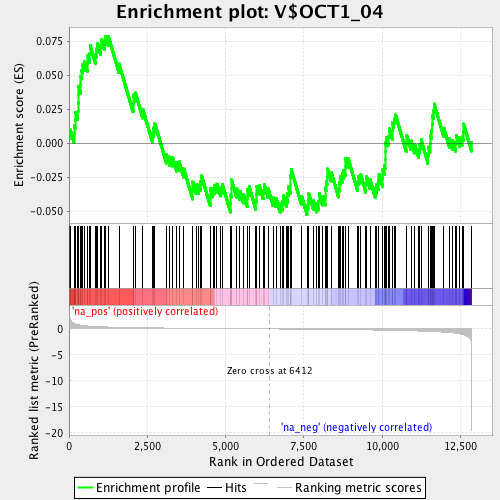 Enrichment plot: V$OCT1_04
Enrichment score (ES)
0.075
0.050
0.025
0.000
-0.025
-0.050
'na_pos' (positively correlated)
Ranked list metric (PreRanked)
0
-5
-10
-15
-20
Zero cross at 6412
'na_neg' (negatively correlated)
0
2,500
5,000
7,500
10,000
12,500
Rank in Ordered Dataset
Enrichment profile
Hits
Ranking metric scores